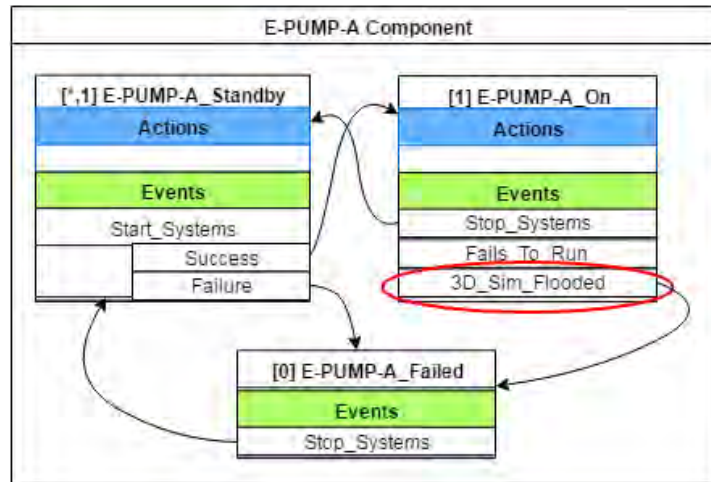 E-PUMP-A Component
[*,1] E-PUMP-A_Standby
Actions
Events
Start_Systems
Success
Failure
[1] E-PUMP-A_On
Actions
Events
Stop_Systems
Fails_To_Run
3D_Sim_Flooded
[0] E-PUMP-A_Failed
Events
Stop_Systems